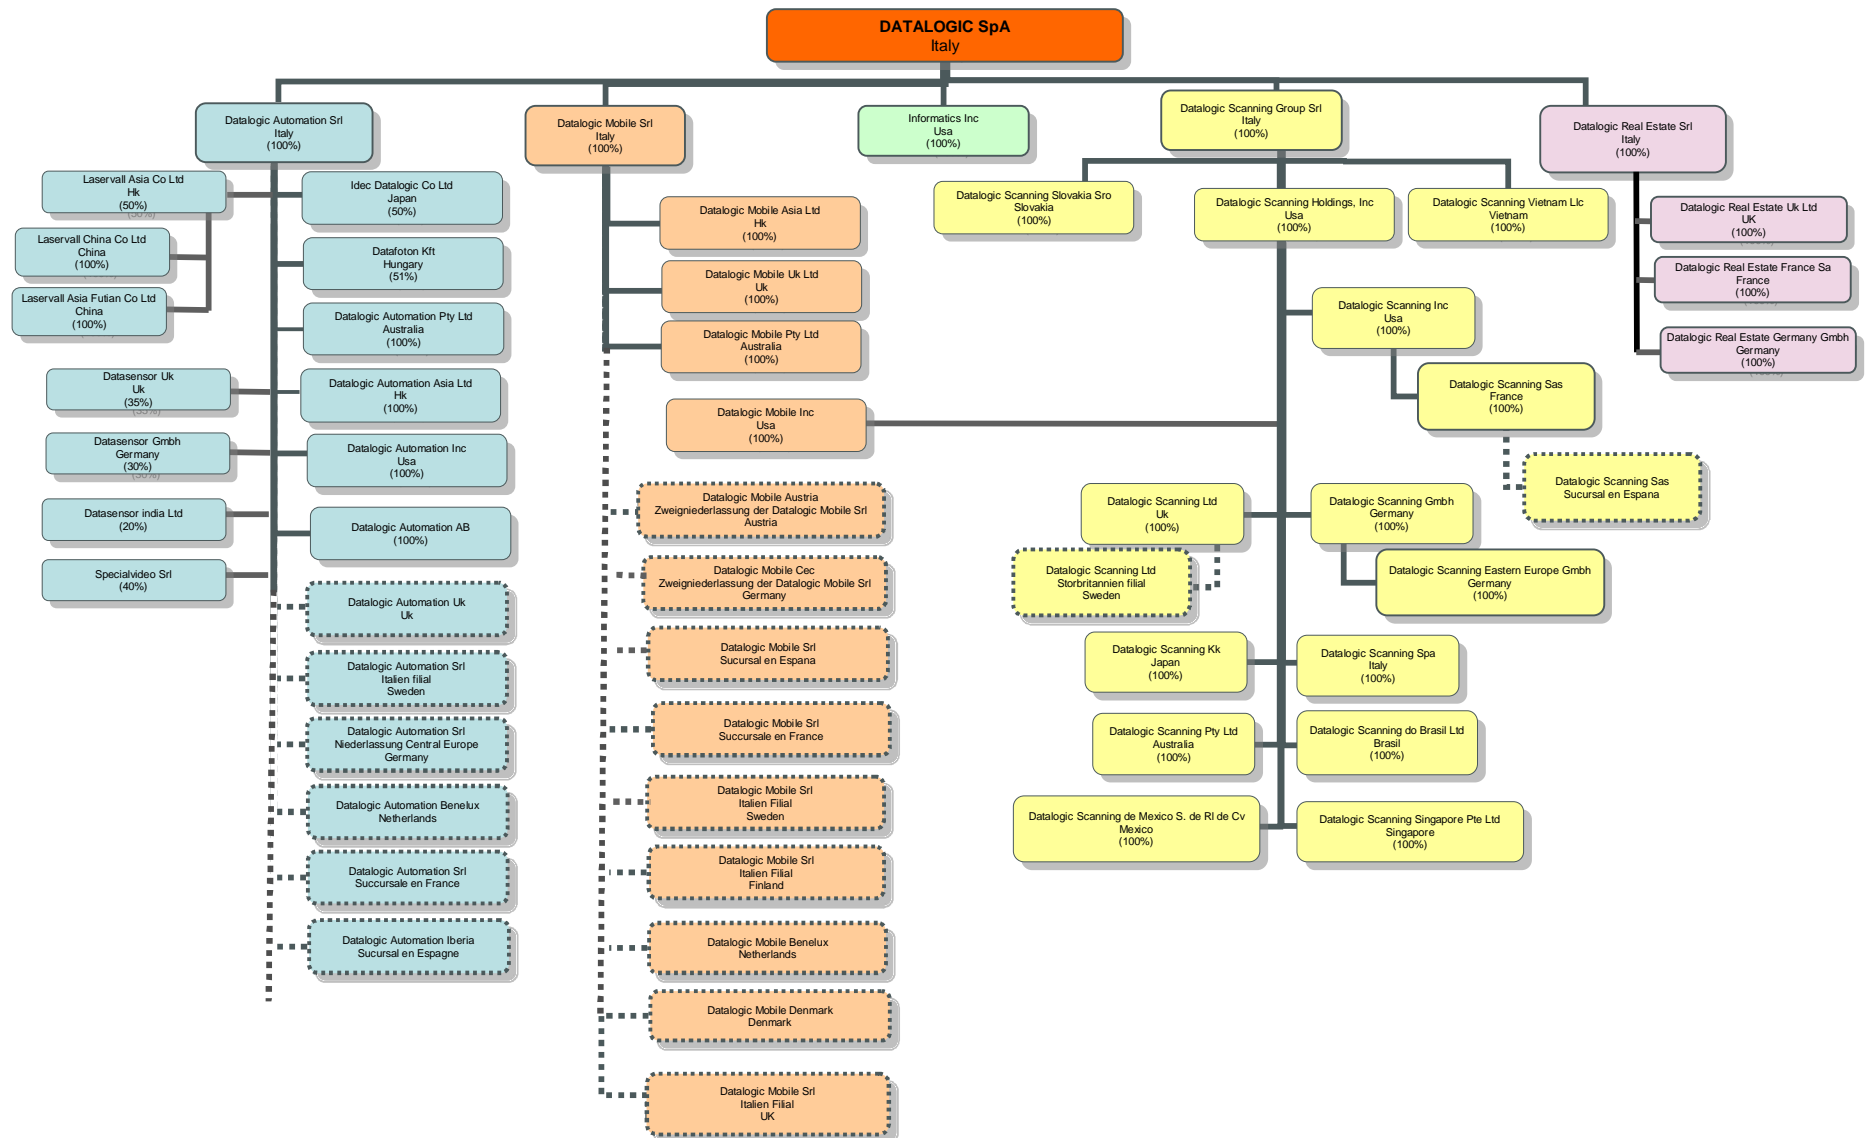 DATALOGIC SpA
Italy
Datalogic Automation Srl
Italy
(100%)
Datalogic Mobile Srl
Italy
(100%)
Informatics Inc
Usa
(100%)
Datalogic Scanning Group Srl
Italy
(100%)
Datalogic Real Estate Srl
Italy
(100%)
Laservall Asia Co Ltd
Hk
(50%)
Laservall China Co Ltd
China
(100%)
Laservall Asia Futian Co Ltd
China
(100%)
Datasensor Uk
Uk
(35%)
Datasensor Gmbh
Germany
(30%)
Datasensor india Ltd
(20%)
Specialvideo Srl
(40%)
Idec Datalogic Co Ltd
Japan
(50%)
Datafoton Kft
Hungary
(51%)
Datalogic Automation Pty Ltd
Australia
(100%)
Datalogic Automation Asia Ltd
Hk
(100%)
Datalogic Automation Inc
Usa
(100%)
Datalogic Automation AB
(100%)
Datalogic Automation Uk
Uk
Datalogic Automation Srl
Italien filial
Sweden
Datalogic Automation Srl
Niederlassung Central Europe
Germany
Datalogic Automation Benelux
Netherlands
Datalogic Automation Srl
Succursale en France
Datalogic Automation Iberia
Sucursal en Espagne
Datalogic Mobile Asia Ltd
Hk
(100%)
Datalogic Mobile Uk Ltd
Uk
(100%)
Datalogic Mobile Pty Ltd
Australia
(100%)
Datalogic Mobile Inc
Usa
(100%)
Datalogic Mobile Austria
Zweigniederlassung der Datalogic Mobile Srl
Austria
Datalogic Mobile Cec
Zweigniederlassung der Datalogic Mobile Srl
Germany
Datalogic Mobile Srl
Sucursal en Espana
Datalogic Mobile Srl
Succursale en France
Datalogic Mobile Srl
Italien Filial
Sweden
Datalogic Mobile Srl
Italien Filial
Finland
Datalogic Mobile Benelux
Netherlands
Datalogic Mobile Denmark
Denmark
Datalogic Mobile Srl
Italien Filial
UK
Datalogic Scanning Slovakia Sro
Slovakia
(100%)
Datalogic Scanning Holdings, Inc
Usa
(100%)
Datalogic Scanning Vietnam Llc
Vietnam
(100%)
Datalogic Scanning Inc
Usa
(100%)
Datalogic Scanning Sas
France
(100%)
Datalogic Scanning Sas
Sucursal en Espana
Datalogic Scanning Ltd
Uk
(100%)
Datalogic Scanning Ltd
Storbritannien filial
Sweden
Datalogic Scanning Gmbh
Germany
(100%)
Datalogic Scanning Eastern Europe Gmbh
Germany
(100%)
Datalogic Scanning Kk
Japan
(100%)
Datalogic Scanning Spa
Italy
(100%)
Datalogic Scanning Pty Ltd
Australia
(100%)
Datalogic Scanning do Brasil Ltd
Brasil
(100%)
Datalogic Scanning de Mexico S. de Rl de Cv
Mexico
(100%)
Datalogic Scanning Singapore Pte Ltd
Singapore
(100%)
Datalogic Real Estate Uk Ltd
UK
(100%)
Datalogic Real Estate France Sa
France
(100%)
Datalogic Real Estate Germany Gmbh
Germany
(100%)